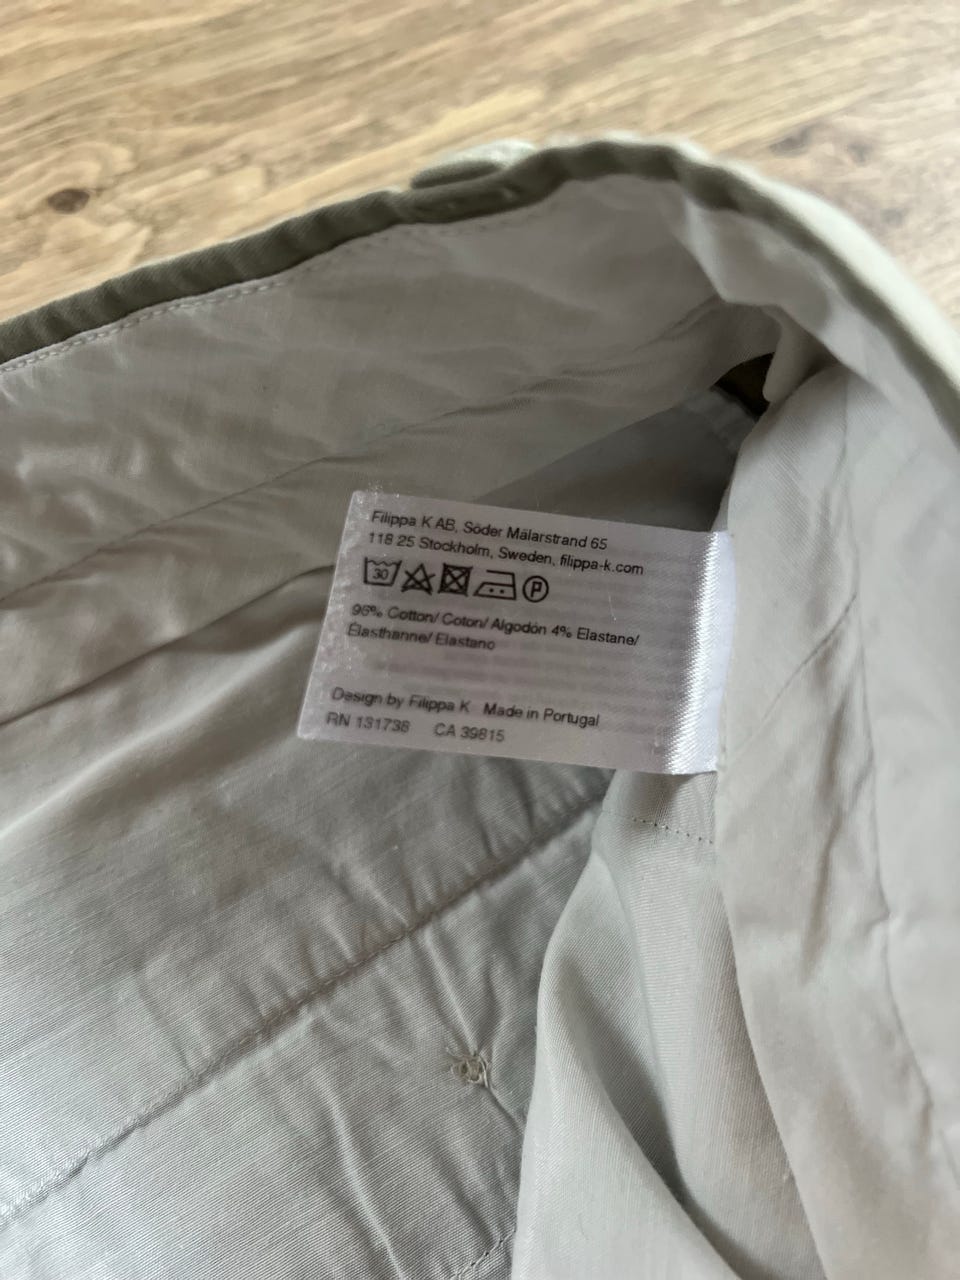 Filippa K AB, Söder Mälarstrand 65
118 25 Stockholm, Sweden, filippa-k.com
30 P
96% Cotton/ Coton/ Algodón 4% Elastane/
Élasthanne/ Elastano
Design by Filippa K Made in Portugal
RN 131738 CA 39815